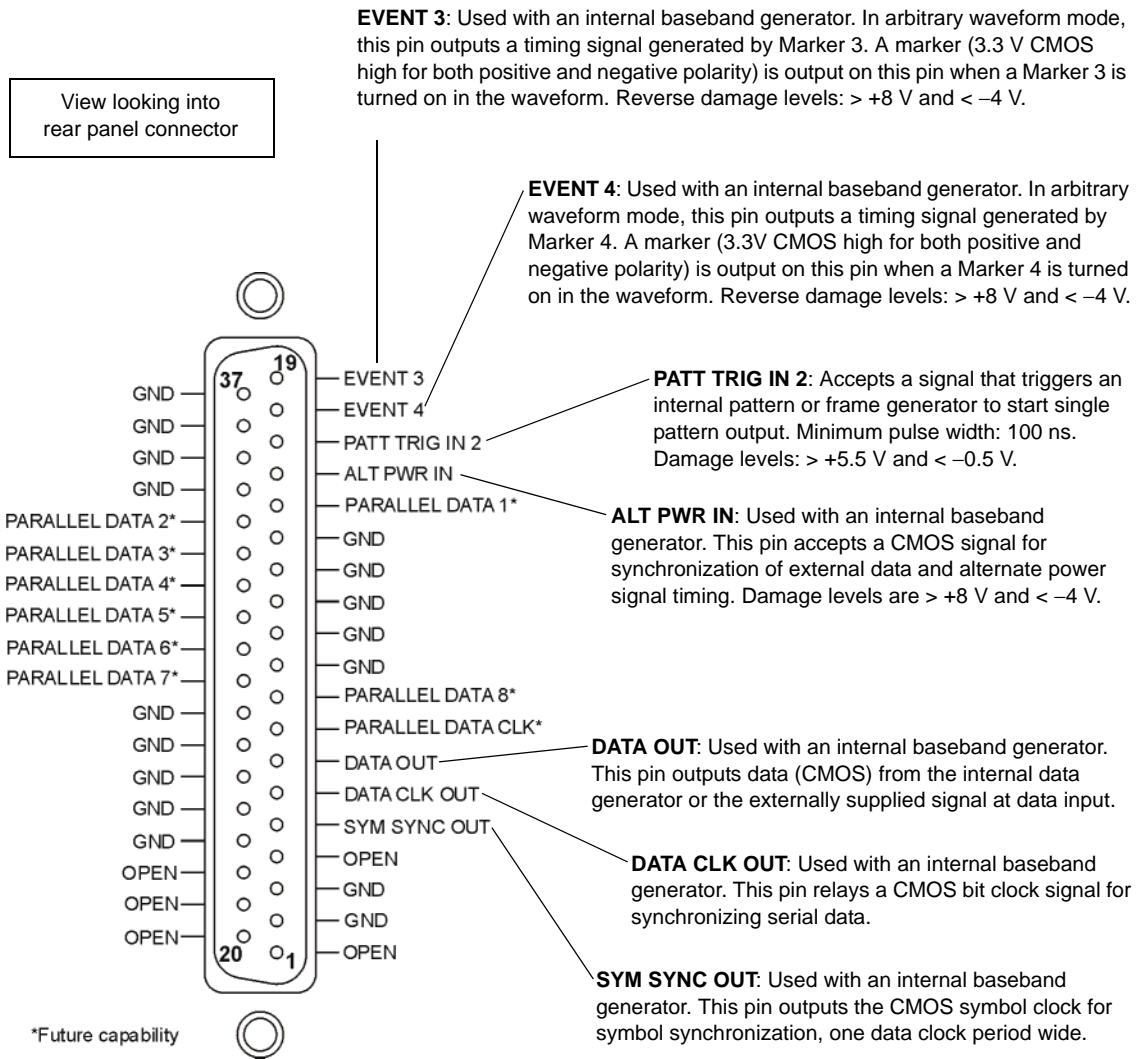 EVENT 3: Used with an internal baseband generator. In arbitrary waveform mode,
this pin outputs a timing signal generated by Marker 3. A marker (3.3 V CMOS
high for both positive and negative polarity) is output on this pin when a Marker 3 is
turned on in the waveform. Reverse damage levels: > +8 V and < −4 V.
View looking into
rear panel connector
EVENT 4: Used with an internal baseband generator. In arbitrary
waveform mode, this pin outputs a timing signal generated by
Marker 4. A marker (3.3V CMOS high for both positive and
negative polarity) is output on this pin when a Marker 4 is turned
on in the waveform. Reverse damage levels: > +8 V and < −4 V.
PATT TRIG IN 2: Accepts a signal that triggers an
internal pattern or frame generator to start single
pattern output. Minimum pulse width: 100 ns.
Damage levels: > +5.5 V and < −0.5 V.
ALT PWR IN: Used with an internal baseband
generator. This pin accepts a CMOS signal for
synchronization of external data and alternate power
signal timing. Damage levels are > +8 V and < −4 V.
DATA OUT: Used with an internal baseband generator.
This pin outputs data (CMOS) from the internal data
generator or the externally supplied signal at data input.
DATA CLK OUT: Used with an internal baseband
generator. This pin relays a CMOS bit clock signal for
synchronizing serial data.
SYM SYNC OUT: Used with an internal baseband
generator. This pin outputs the CMOS symbol clock for
symbol synchronization, one data clock period wide.
37
19
20
1
GND
GND
GND
GND
PARALLEL DATA 2*
PARALLEL DATA 3*
PARALLEL DATA 4*
PARALLEL DATA 5*
PARALLEL DATA 6*
PARALLEL DATA 7*
GND
GND
GND
GND
GND
OPEN
OPEN
OPEN
EVENT 3
EVENT 4
PATT TRIG IN 2
ALT PWR IN
PARALLEL DATA 1*
GND
GND
GND
GND
GND
PARALLEL DATA 8*
PARALLEL DATA CLK*
DATA OUT
DATA CLK OUT
SYM SYNC OUT
OPEN
GND
GND
OPEN
*Future capability